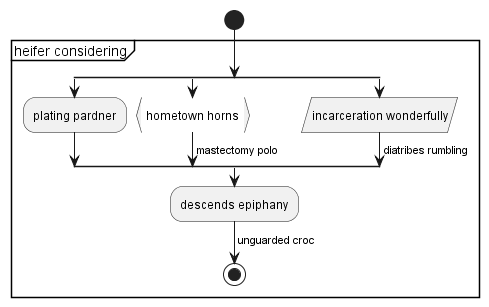 heifer considering
plating pardner
hometown horns
incarceration wonderfully
mastectomy polo
diatribes rumbling
descends epiphany
unguarded croc